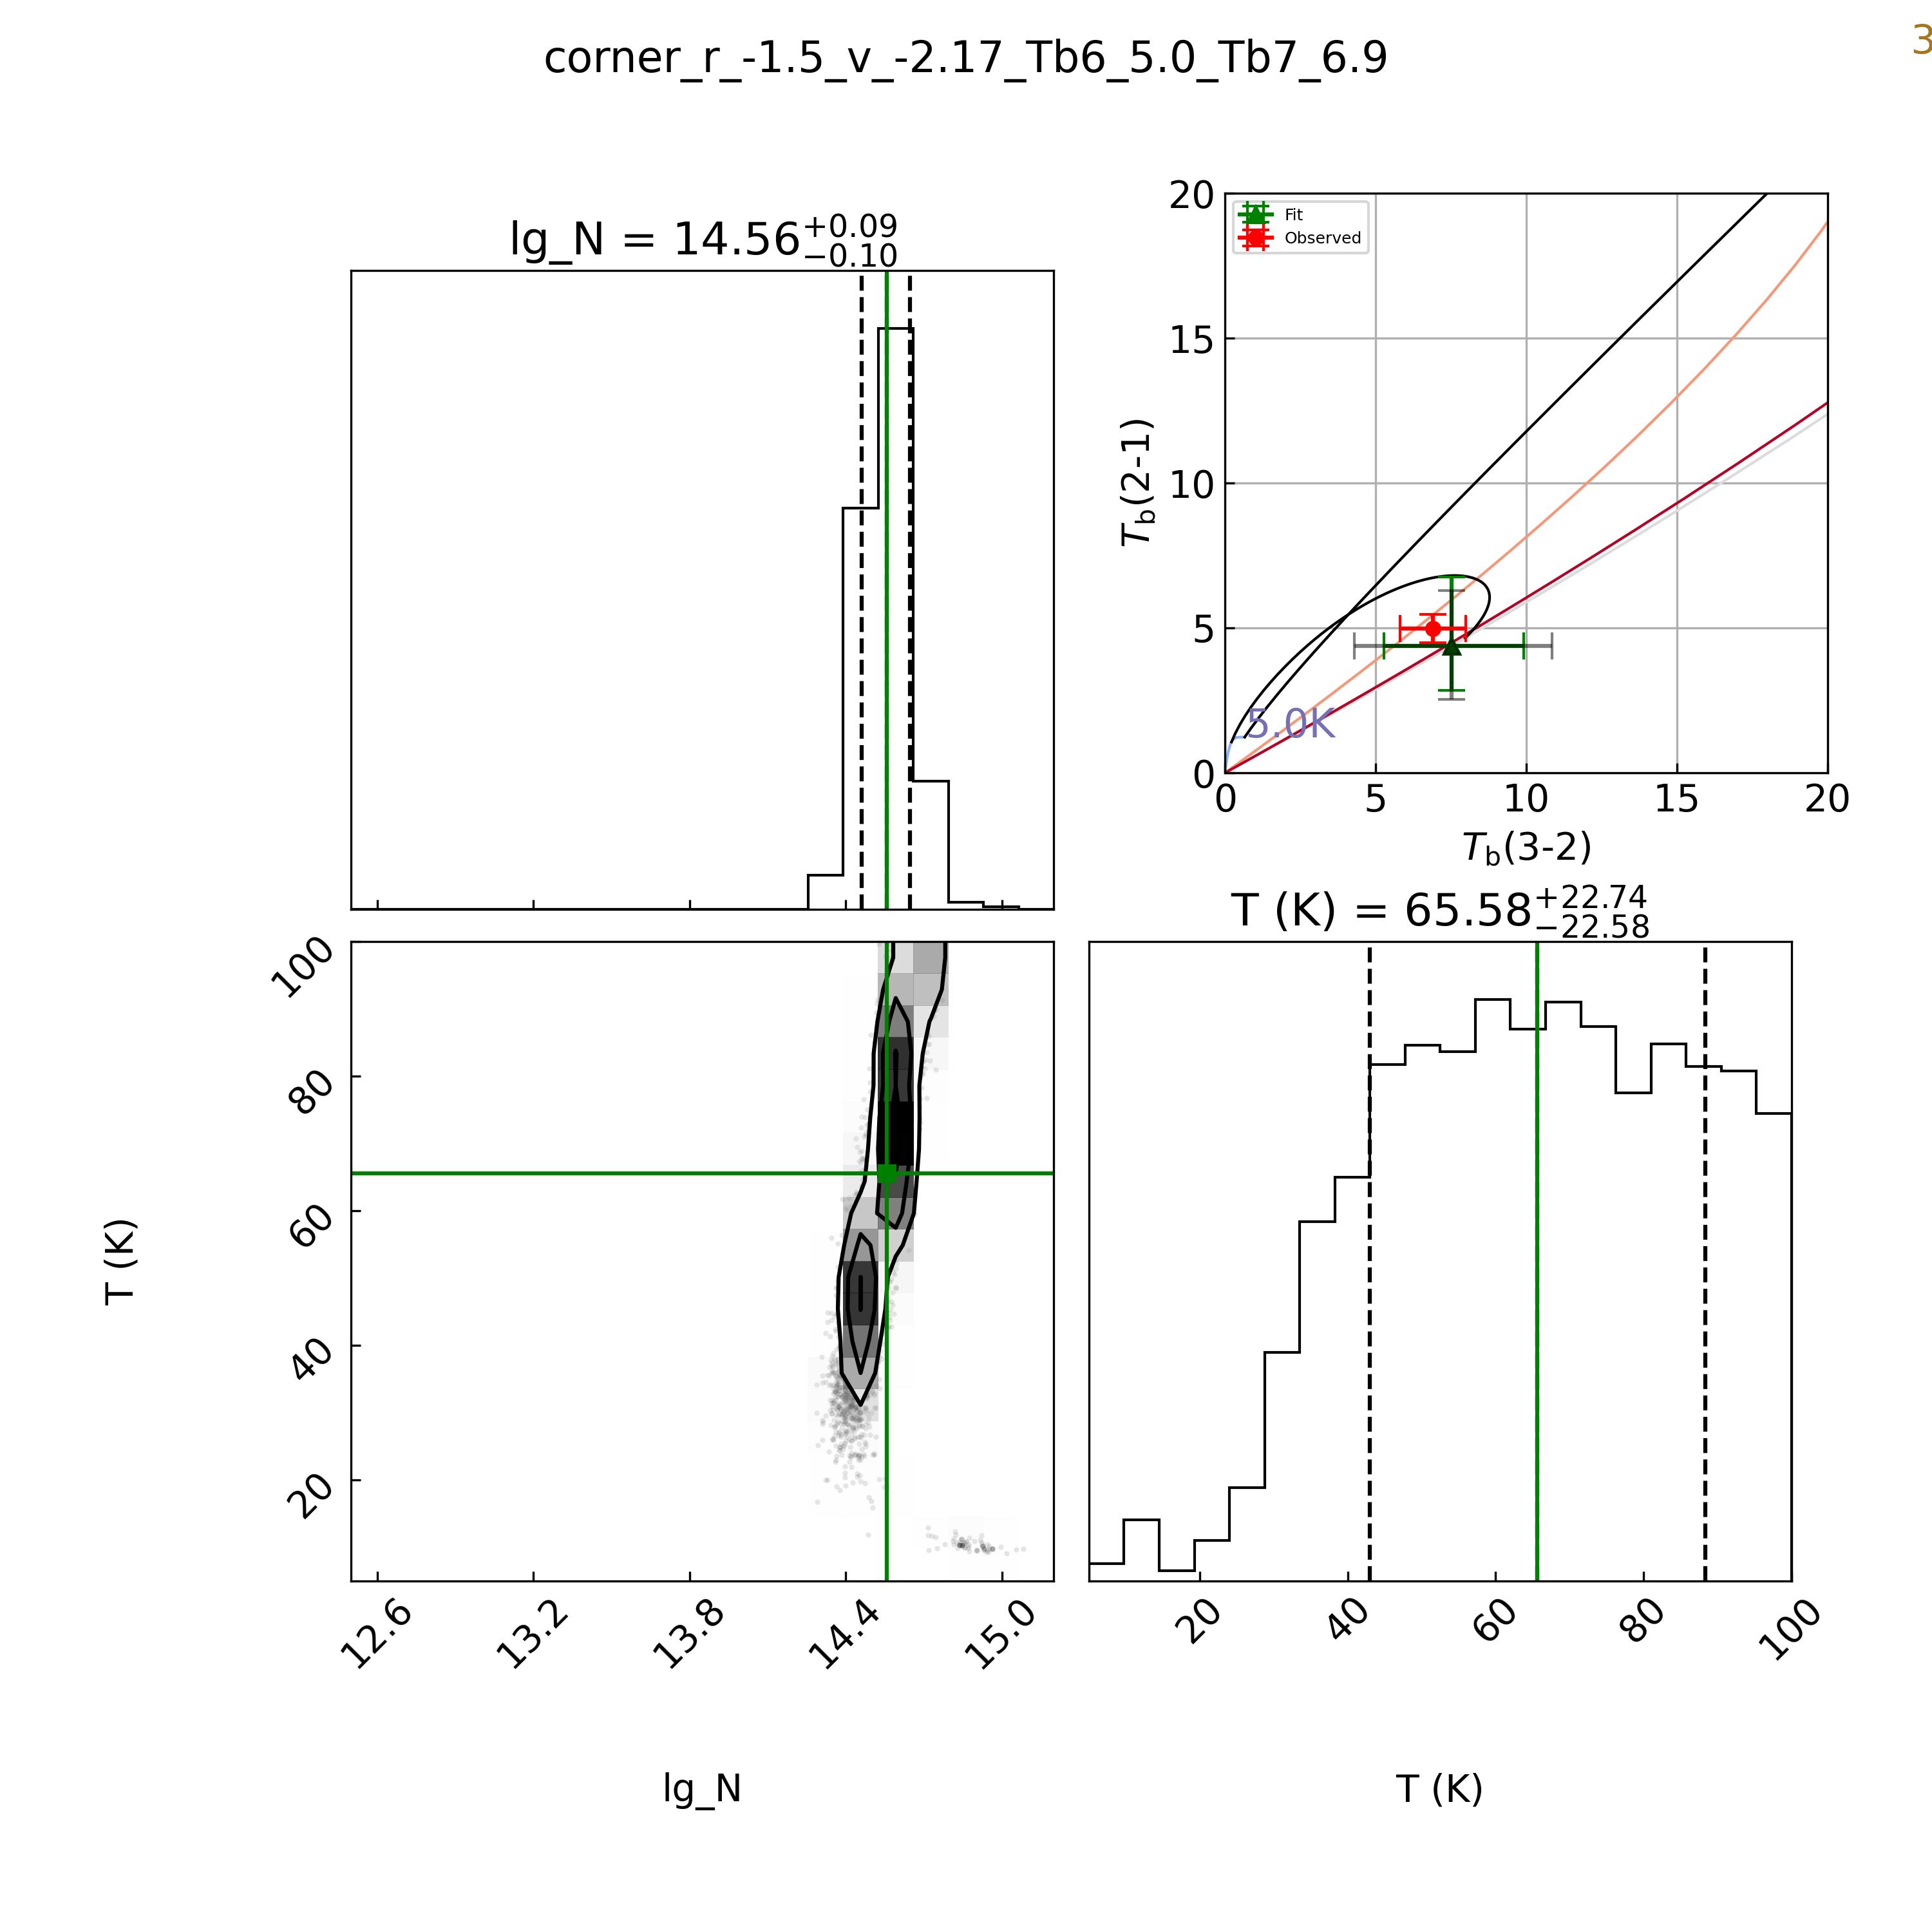 corner_r_-1.5_v_-2.17_Tb6_5.0_Tb7_6.9
3
lg_N = 14.56+0.09−0.10
20
15
10
5
0
Tb(2-1)
Fit
Observed
5.0K
0 5 10 15 20
Tb(3-2)
T (K) = 65.58+22.74−22.58
100
80
60
40
20
T (K)
12.6 13.2 13.8 14.4 15.0
lg_N
20 40 60 80 100
T (K)